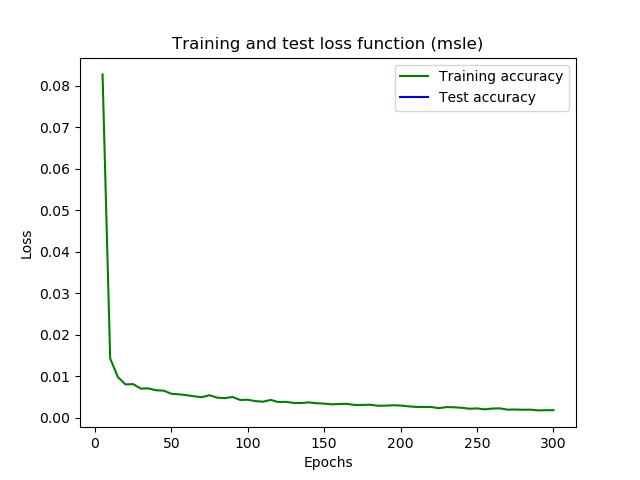 Training and test loss function (msle)
Training accuracy
Test accuracy
0.08
0.07
0.06
0.05
0.04
0.03
0.02
0.01
0.00
Loss
0 50 100 150 200 250 300
Epochs